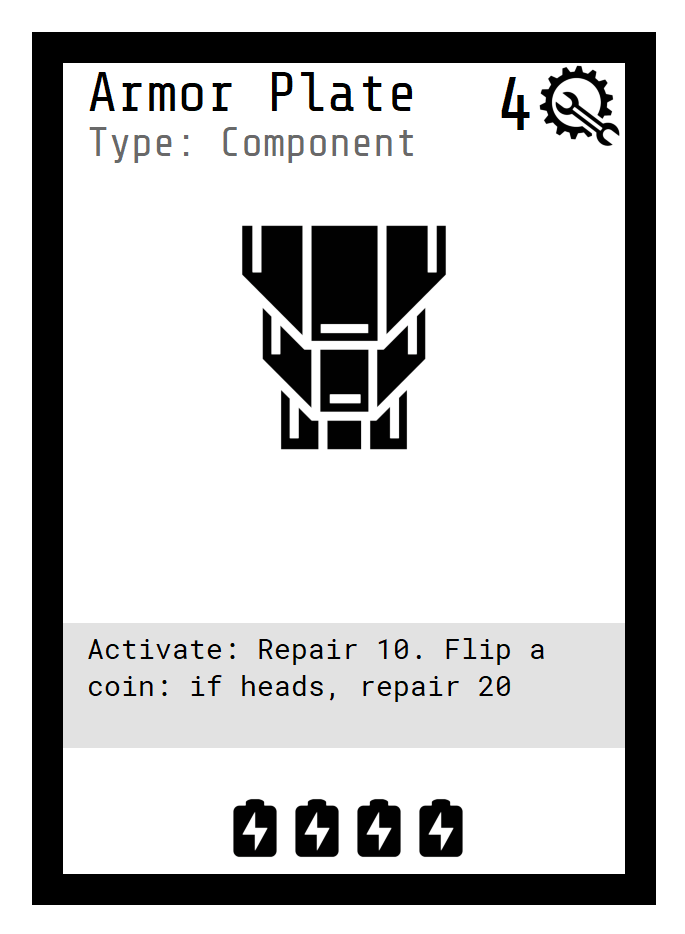 Armor Plate
4
Type: Component
Activate: Repair 10. Flip a
coin: if heads, repair 20